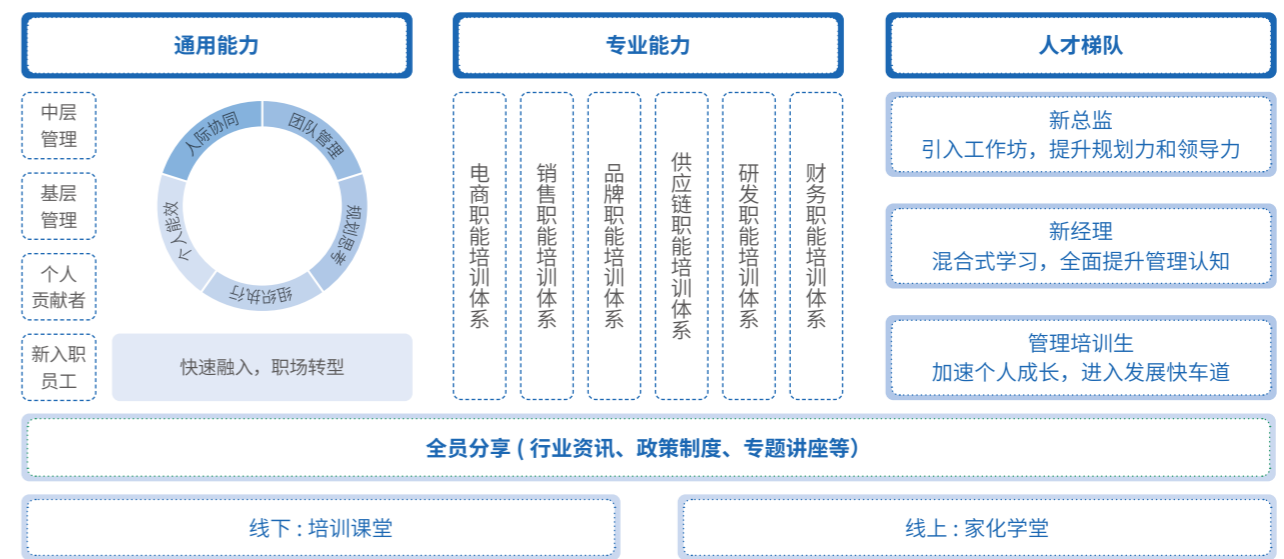 通用能力
中层
管理
基层
管理
个人
贡献者
新入职
员工
人际协同
团队管理
规划思考
组织执行
个人能效
快速融入，职场转型
专业能力
电商职能培训体系
销售职能培训体系
品牌职能培训体系
供应链职能培训体系
研发职能培训体系
财务职能培训体系
人才梯队
新总监
引入工作坊，提升规划力和领导力
新经理
混合式学习，全面提升管理认知
管理培训生
加速个人成长，进入发展快车道
全员分享 ( 行业资讯、政策制度、专题讲座等）
线下 : 培训课堂
线上 : 家化学堂